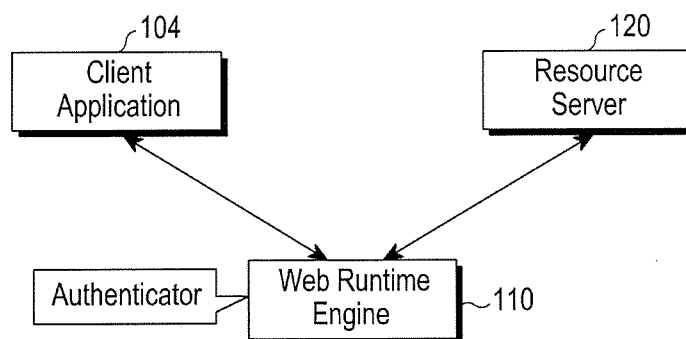 104
Client
Application
120
Resource
Server
Authenticator
Web Runtime
Engine
110